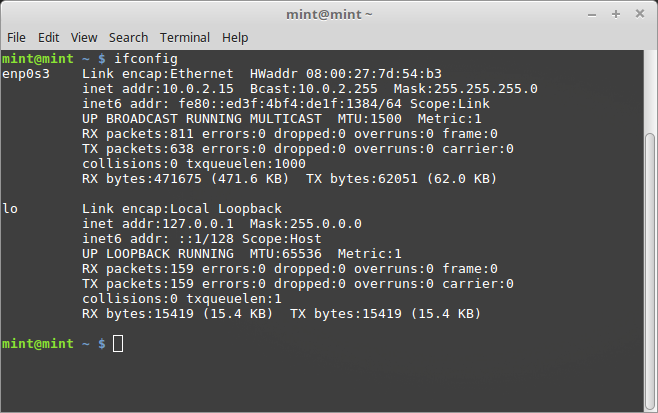 mint@mint ~
File Edit View Search Terminal Help
mint@mint ~ $ ifconfig
enp0s3    Link encap:Ethernet  HWaddr 08:00:27:7d:54:b3
          inet addr:10.0.2.15  Bcast:10.0.2.255  Mask:255.255.255.0
          inet6 addr: fe80::ed3f:4bf4:de1f:1384/64 Scope:Link
          UP BROADCAST RUNNING MULTICAST  MTU:1500  Metric:1
          RX packets:811 errors:0 dropped:0 overruns:0 frame:0
          TX packets:638 errors:0 dropped:0 overruns:0 carrier:0
          collisions:0 txqueuelen:1000
          RX bytes:471675 (471.6 KB)  TX bytes:62051 (62.0 KB)

lo        Link encap:Local Loopback
          inet addr:127.0.0.1  Mask:255.0.0.0
          inet6 addr: ::1/128 Scope:Host
          UP LOOPBACK RUNNING  MTU:65536  Metric:1
          RX packets:159 errors:0 dropped:0 overruns:0 frame:0
          TX packets:159 errors:0 dropped:0 overruns:0 carrier:0
          collisions:0 txqueuelen:1
          RX bytes:15419 (15.4 KB)  TX bytes:15419 (15.4 KB)

mint@mint ~ $